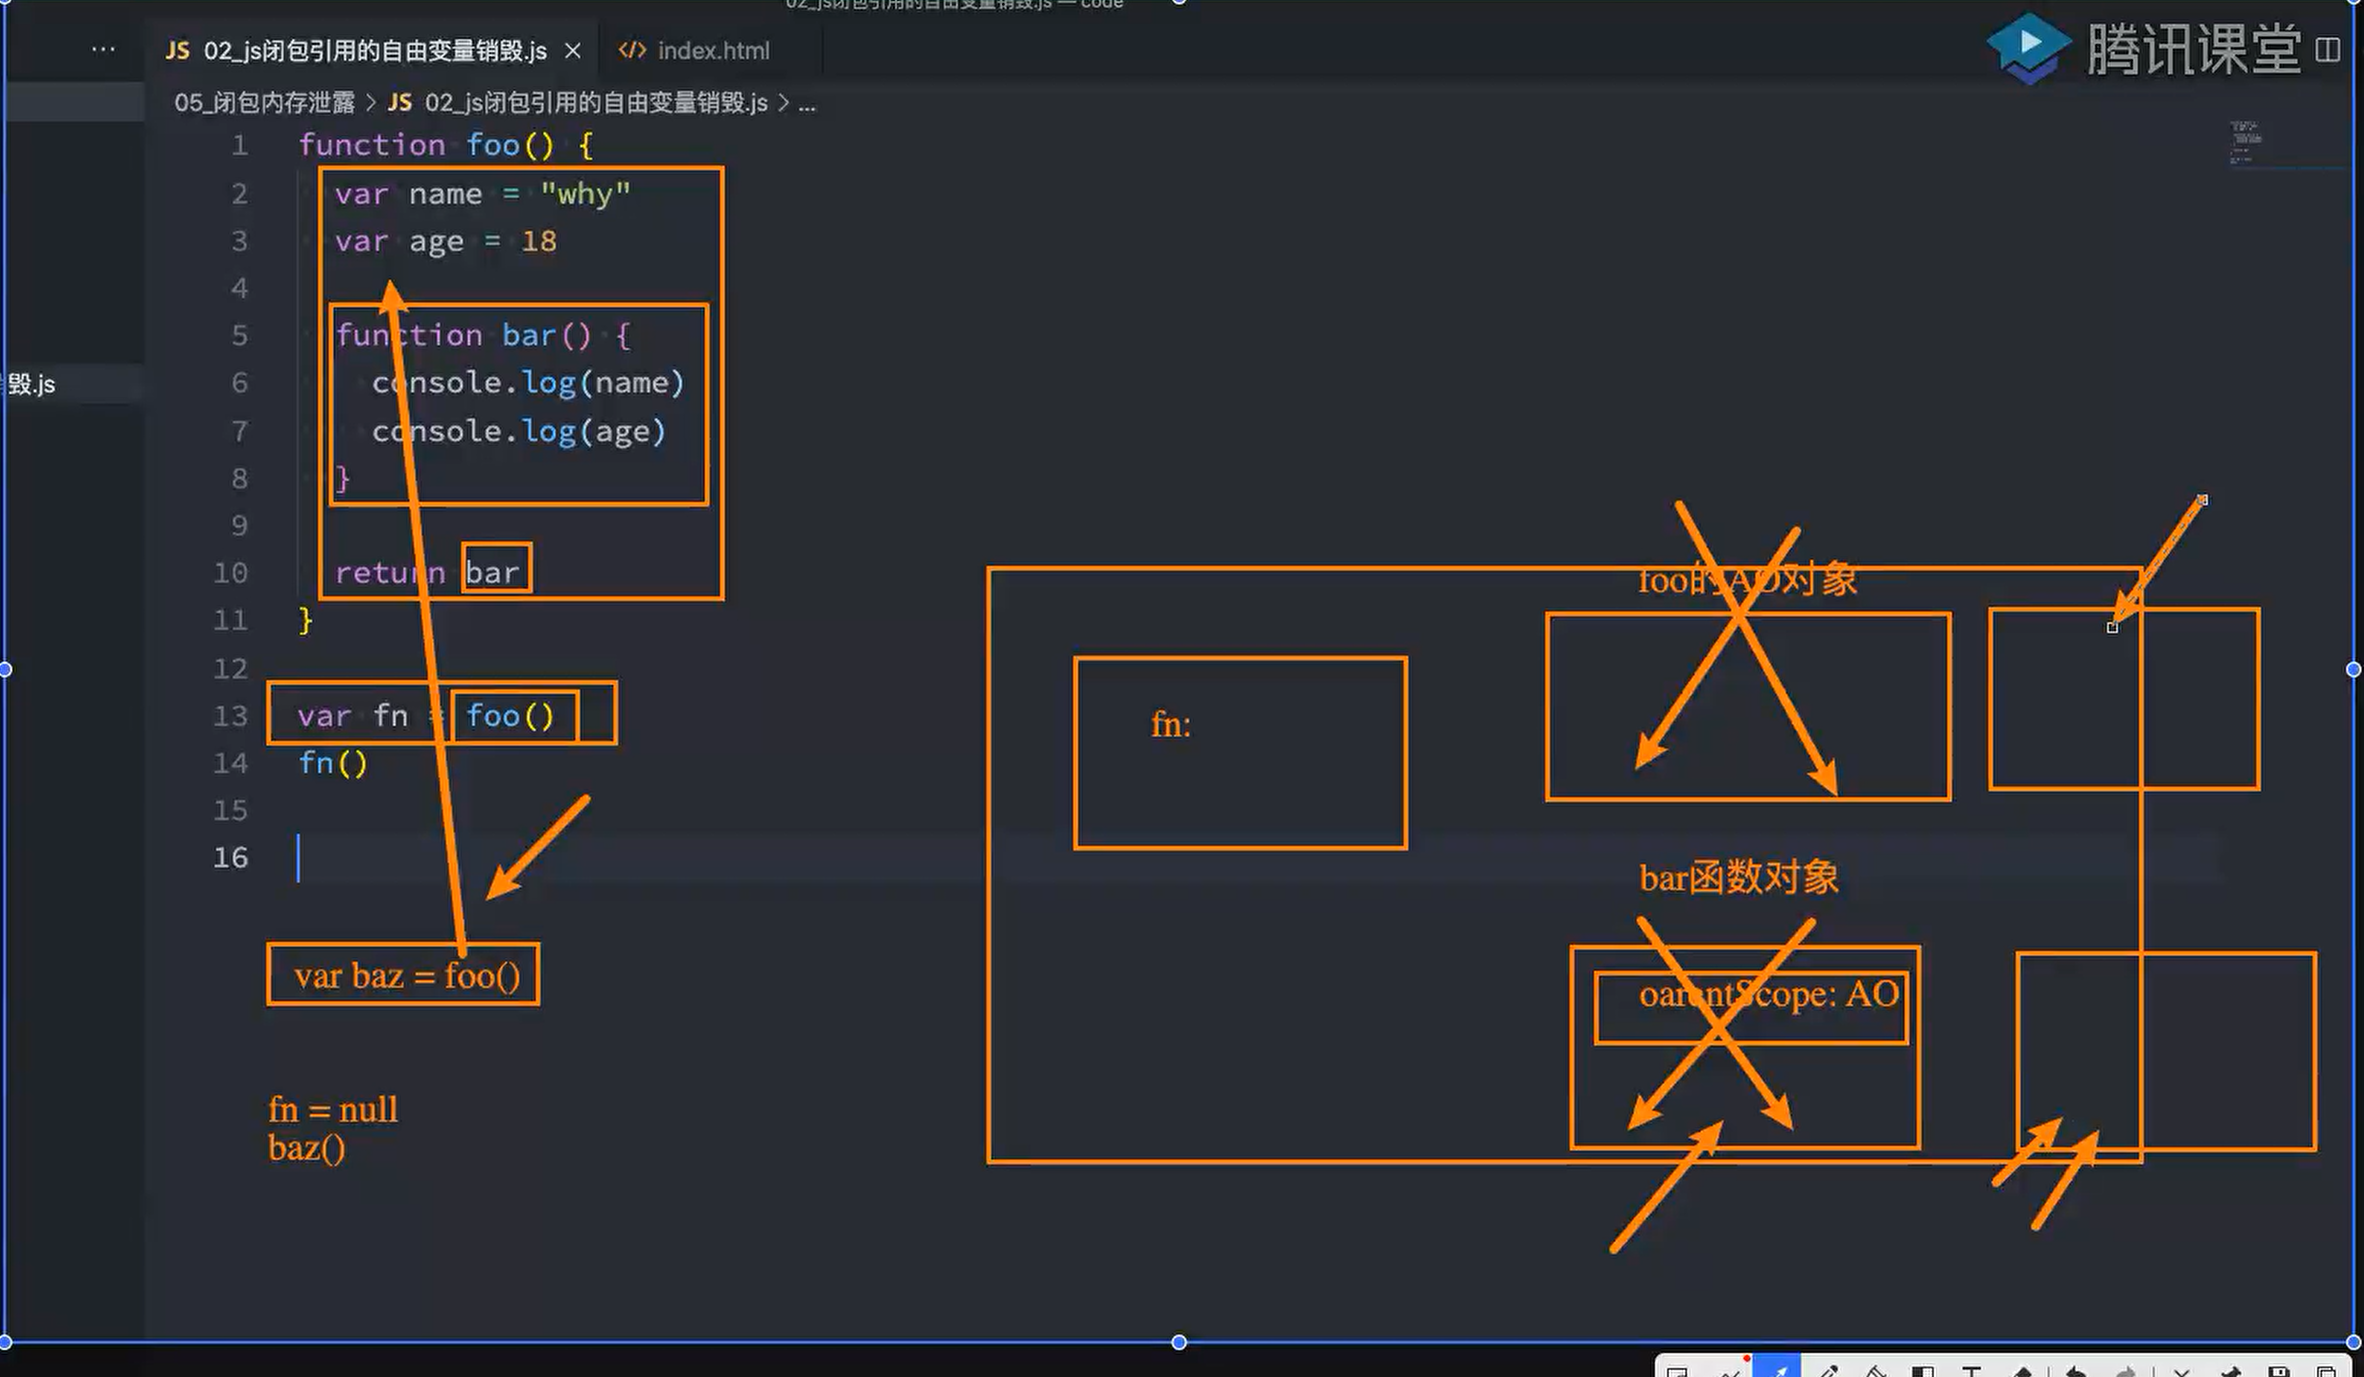 02_js闭包引用的自由变量销毁.js — code
··· JS 02_js闭包引用的自由变量销毁.js × </> index.html
腾讯课堂
05_闭包内存泄露 > JS 02_js闭包引用的自由变量销毁.js > ...
毁.js
1 function foo() {
2 var name = "why"
3 var age = 18
4
5 function bar() {
6 console.log(name)
7 console.log(age)
8 }
9
10 return bar
11 }
12
13 var fn = foo()
14 fn()
15
16
var baz = foo()
fn = null
baz()
foo的AO对象
fn:
bar函数对象
oarentScope: AO